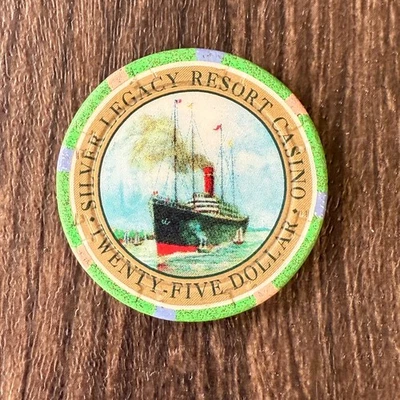 SILVER LEGACY RESORT CASINO
TWENTY-FIVE DOLLAR